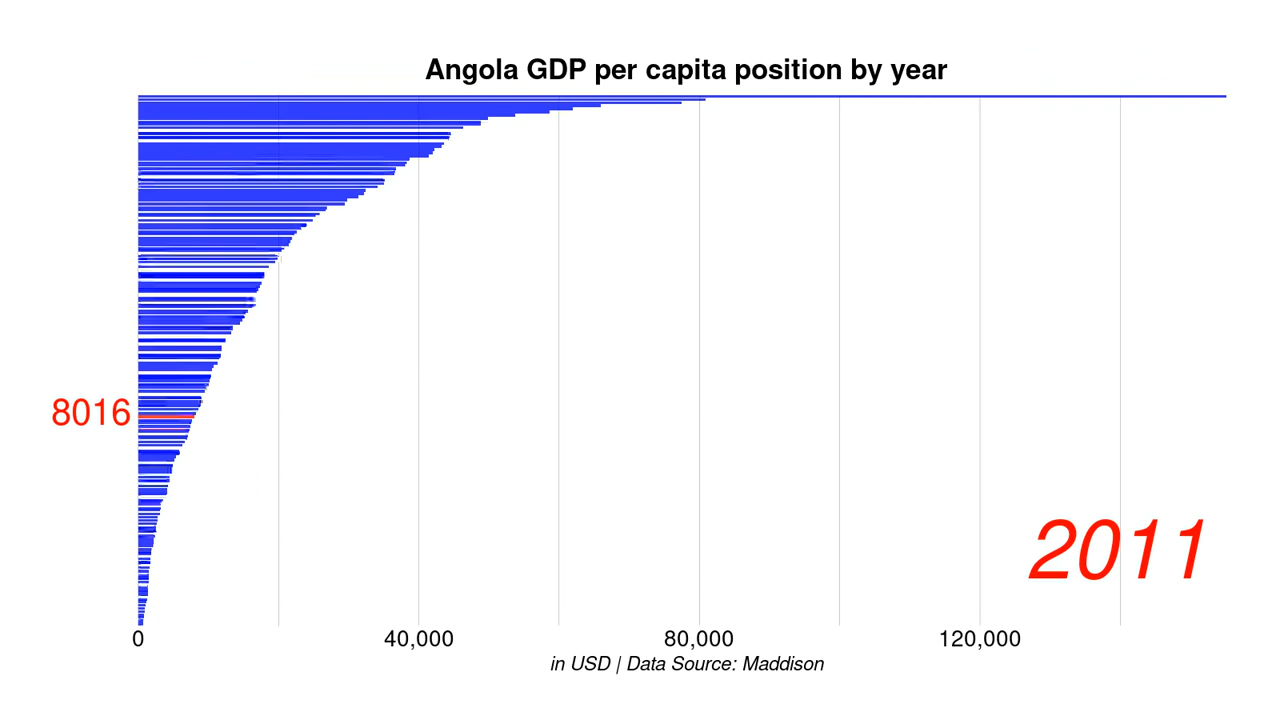 Angola GDP per capita position by year
8016
2011
0 40,000 80,000 120,000
in USD | Data Source: Maddison